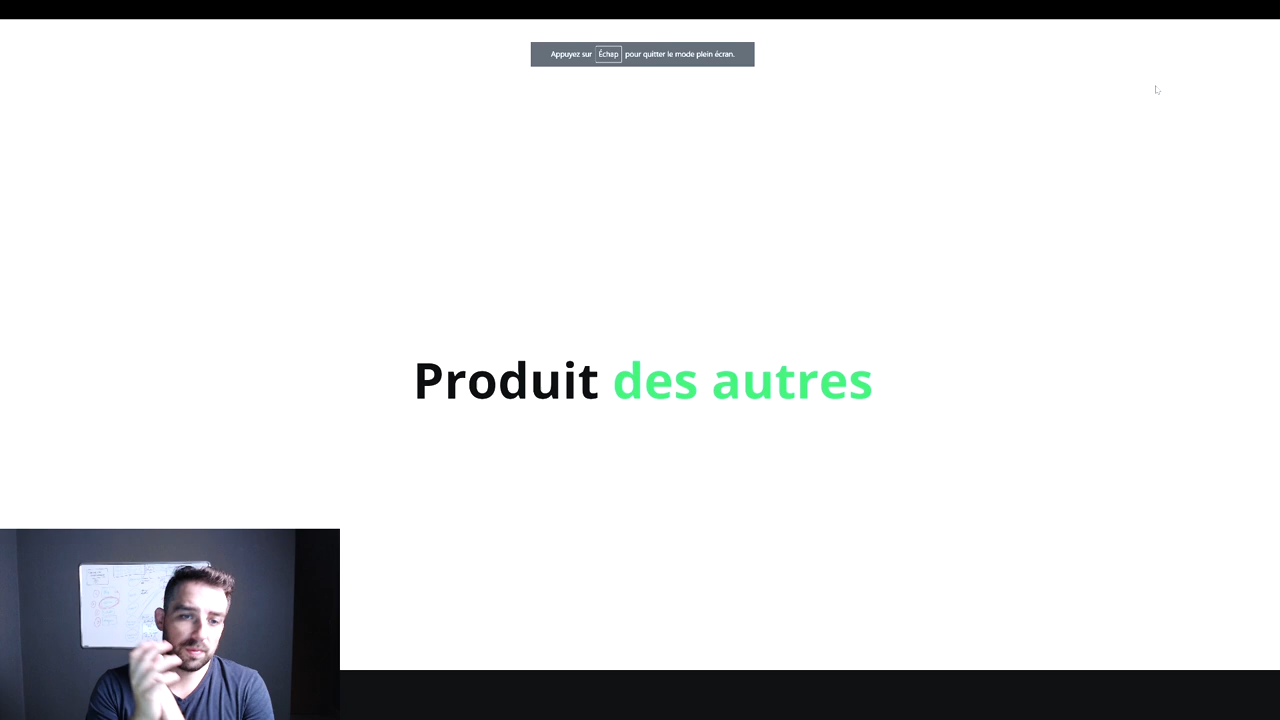 Appuyez sur Échap pour quitter le mode plein écran.
Produit des autres